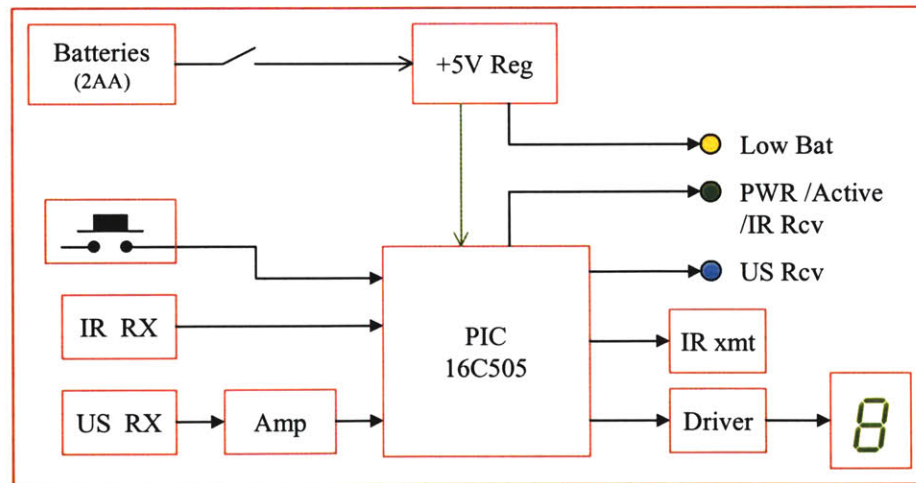 Batteries
(2AA)
+5V Reg
Low Bat
PWR /Active
/IR Rcv
US Rcv
IR RX
PIC
16C505
IR xmt
US RX
Amp
Driver
8